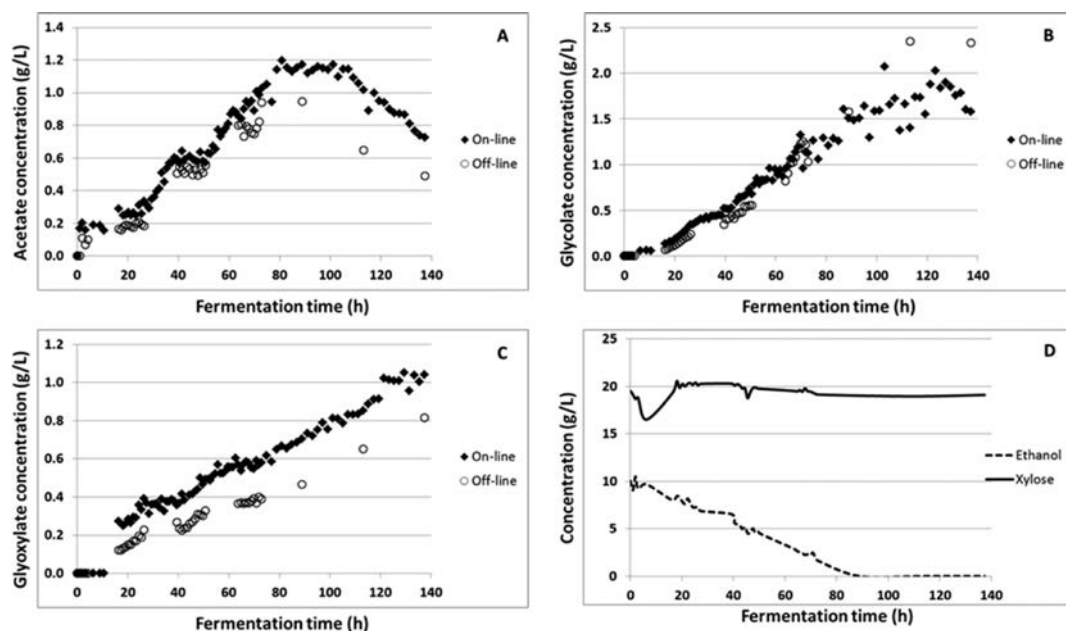 A
Acetate concentration (g/L)
1.4
1.2
1.0
0.8
0.6
0.4
0.2
0.0
0 20 40 60 80 100 120 140
Fermentation time (h)
On-line
Off-line
B
Glycolate concentration (g/L)
2.5
2.0
1.5
1.0
0.5
0.0
0 20 40 60 80 100 120 140
Fermentation time (h)
On-line
Off-line
C
Glyoxylate concentration (g/L)
1.2
1.0
0.8
0.6
0.4
0.2
0.0
0 20 40 60 80 100 120 140
Fermentation time (h)
On-line
Off-line
D
Concentration (g/L)
25
20
15
10
5
0
0 20 40 60 80 100 120 140
Fermentation time (h)
Ethanol
Xylose